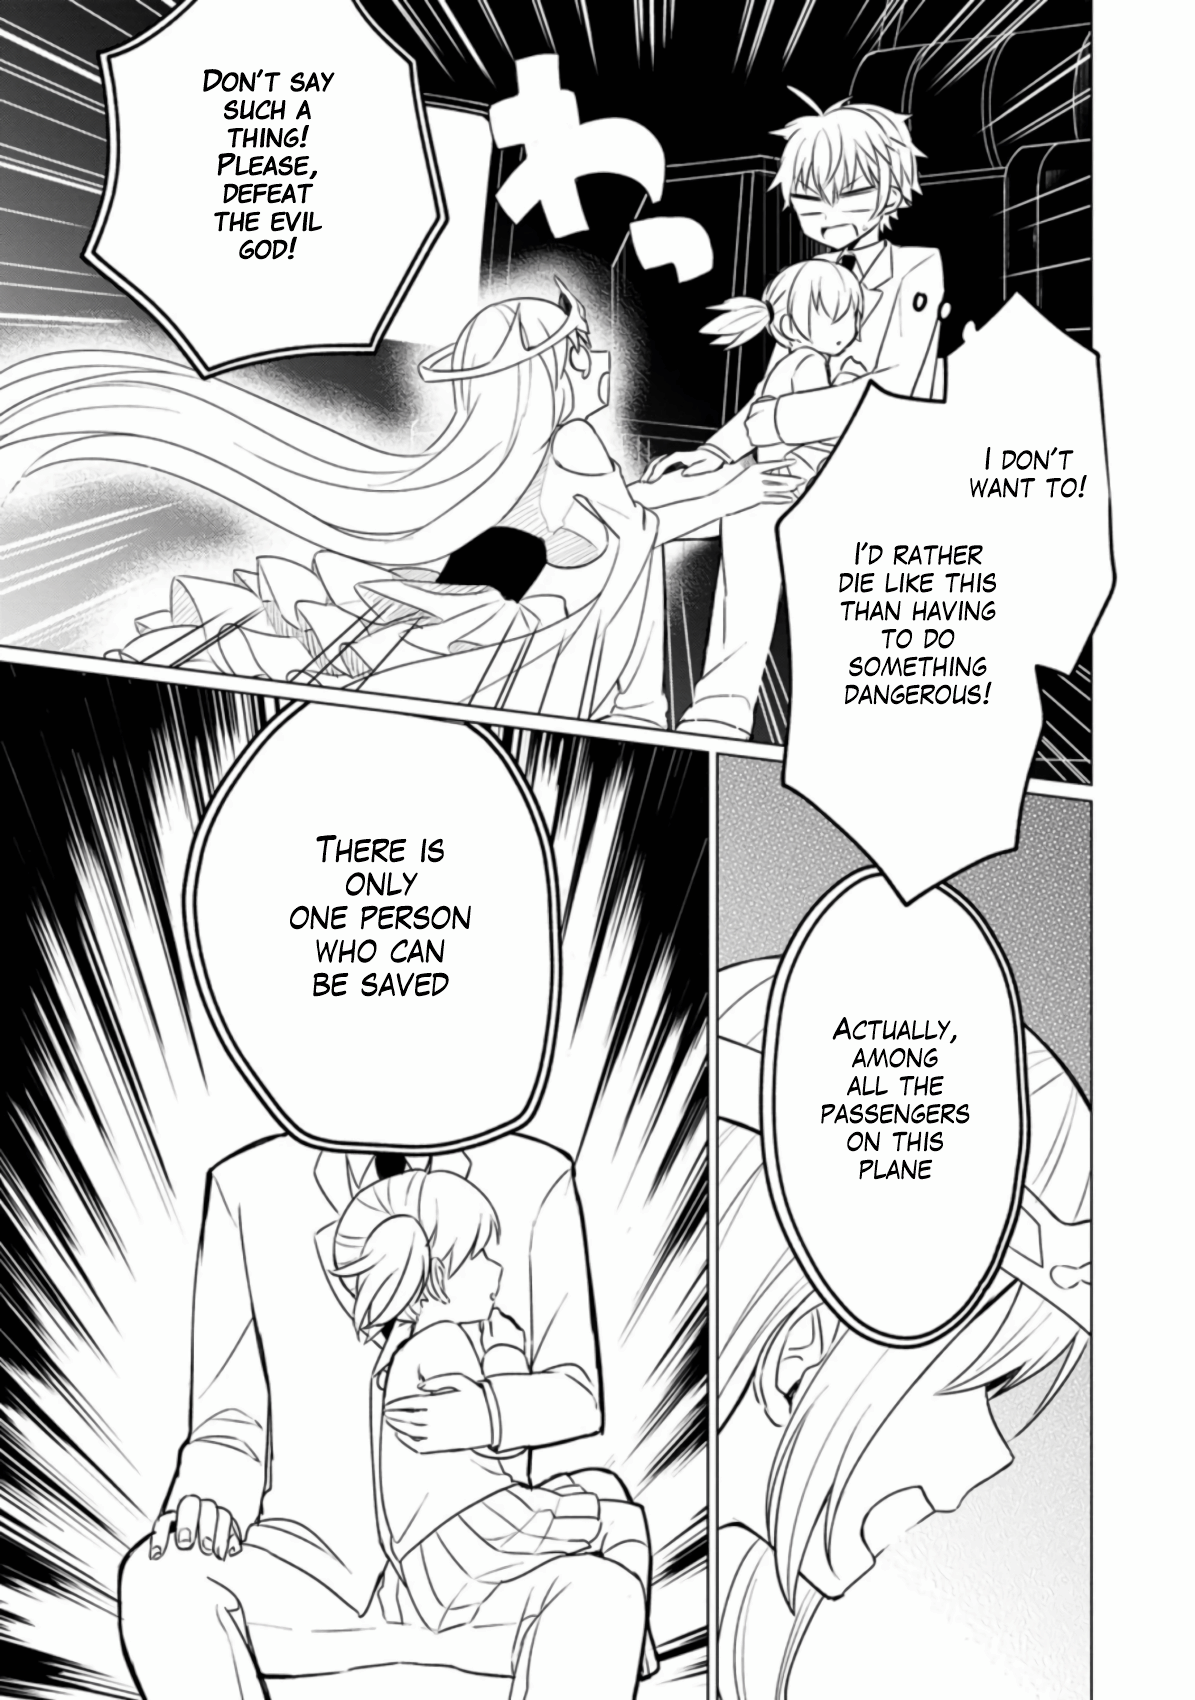 I DON'T
WANT TO!
I'D RATHER
DIE LIKE THIS
THAN HAVING
TO DO
SOMETHING
DANGEROUS!
やっ
DON'T SAY
SUCH A
THING!
PLEASE,
DEFEAT
THE EVIL
GOD!
ACTUALLY,
AMONG
ALL THE
PASSENGERS
ON THIS
PLANE
THERE IS
ONLY
ONE PERSON
WHO CAN
BE SAVED